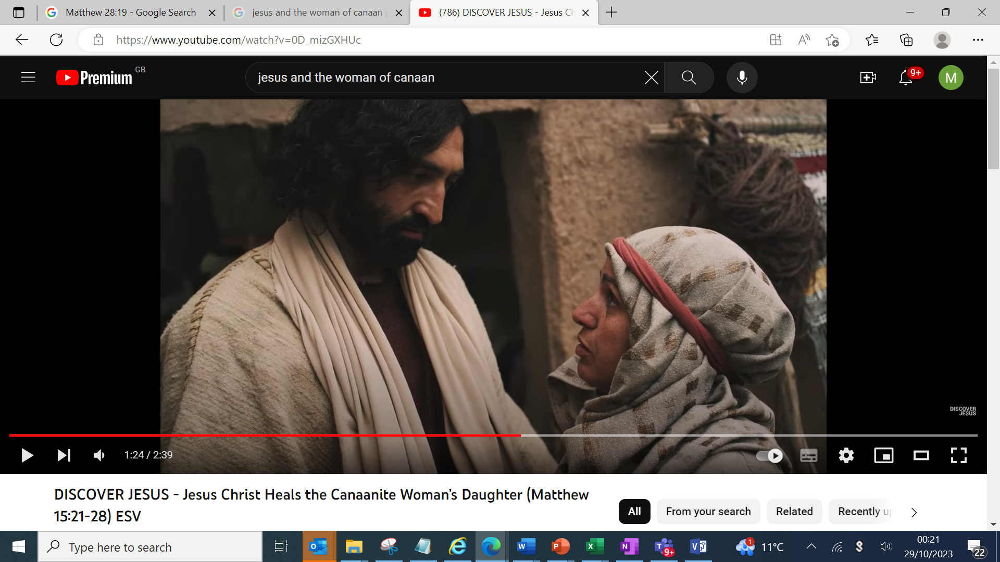 Matthew 28:19 - Google Search
jesus and the woman of canaan
(786) DISCOVER JESUS - Jesus Ch
https://www.youtube.com/watch?v=0D_mizGXHUc
Premium GB
jesus and the woman of canaan
9+
M
DISCOVER
JESUS
1:24 / 2:39
DISCOVER JESUS - Jesus Christ Heals the Canaanite Woman's Daughter (Matthew
15:21-28) ESV
All From your search Related Recently up
Type here to search
9+
1
11°C
00:21
29/10/2023
22